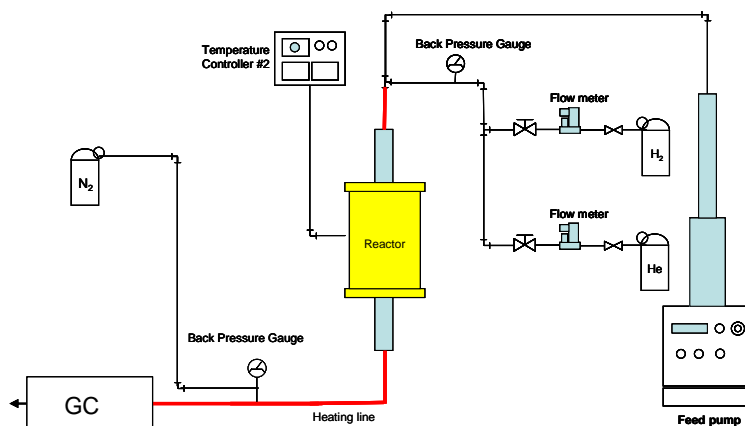 Temperature
Controller #2
Back Pressure Gauge
Flow meter
H2
N2
Reactor
Flow meter
He
Back Pressure Gauge
GC
Heating line
Feed pump